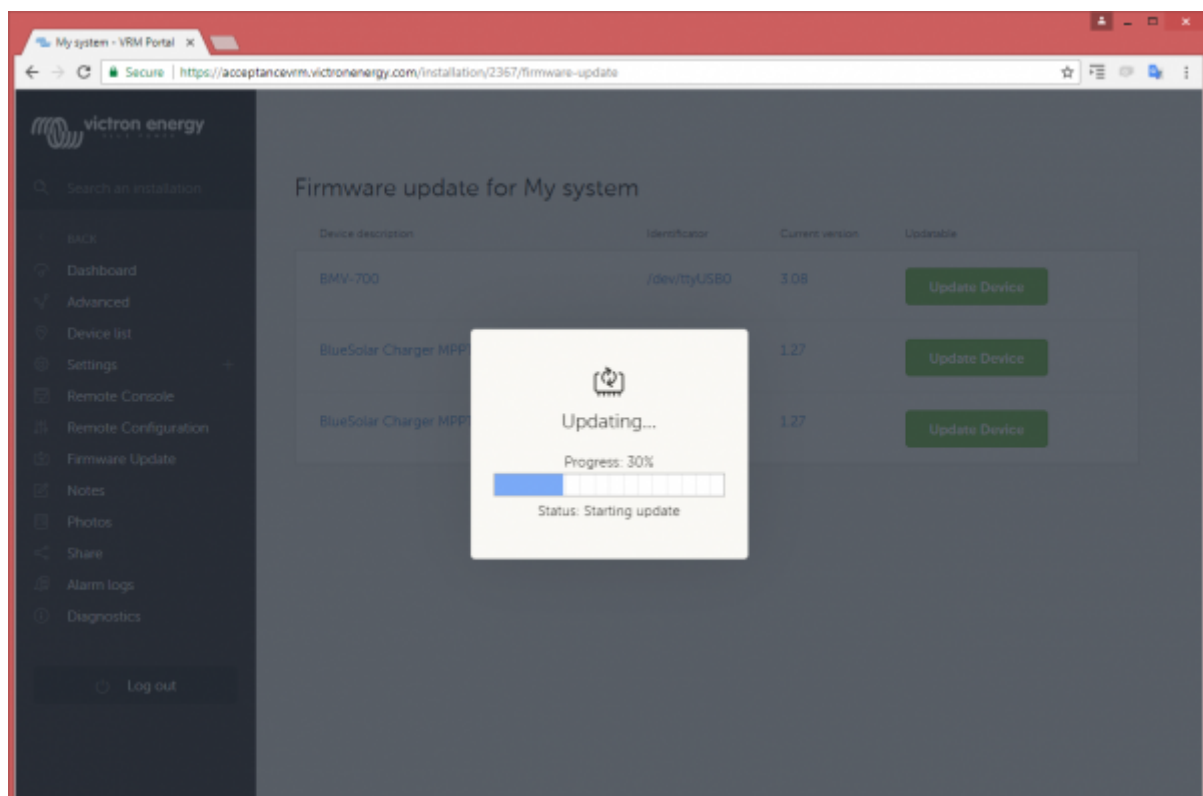 My system - VRM Portal
Secure | https://acceptancevrm.victronenergy.com/installation/2367/firmware-update
victron energy
BLUE POWER
Search an installation
Firmware update for My system
BACK
Device description Identificator Current version Updatable
Dashboard
BMV-700 /dev/ttyUSB0 3.08 Update Device
Advanced
Device list
BlueSolar Charger MPPT 1.27 Update Device
Settings
Remote Console
Remote Configuration
BlueSolar Charger MPPT 1.27 Update Device
Updating...
Firmware Update
Progress: 30%
Notes
Status: Starting update
Photos
Share
Alarm logs
Diagnostics
Log out